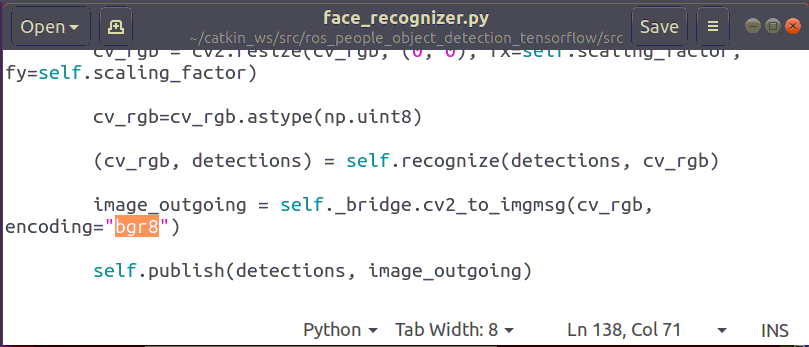 Open
face_recognizer.py
~/catkin_ws/src/ros_people_object_detection_tensorflow/src
Save
cv_rgb = cv2.resize(cv_rgb, (0, 0), fx=self.scaling_factor,
fy=self.scaling_factor)
cv_rgb=cv_rgb.astype(np.uint8)
(cv_rgb, detections) = self.recognize(detections, cv_rgb)
image_outgoing = self._bridge.cv2_to_imgmsg(cv_rgb,
encoding="bgr8")
self.publish(detections, image_outgoing)
Python
Tab Width: 8
Ln 138, Col 71
INS